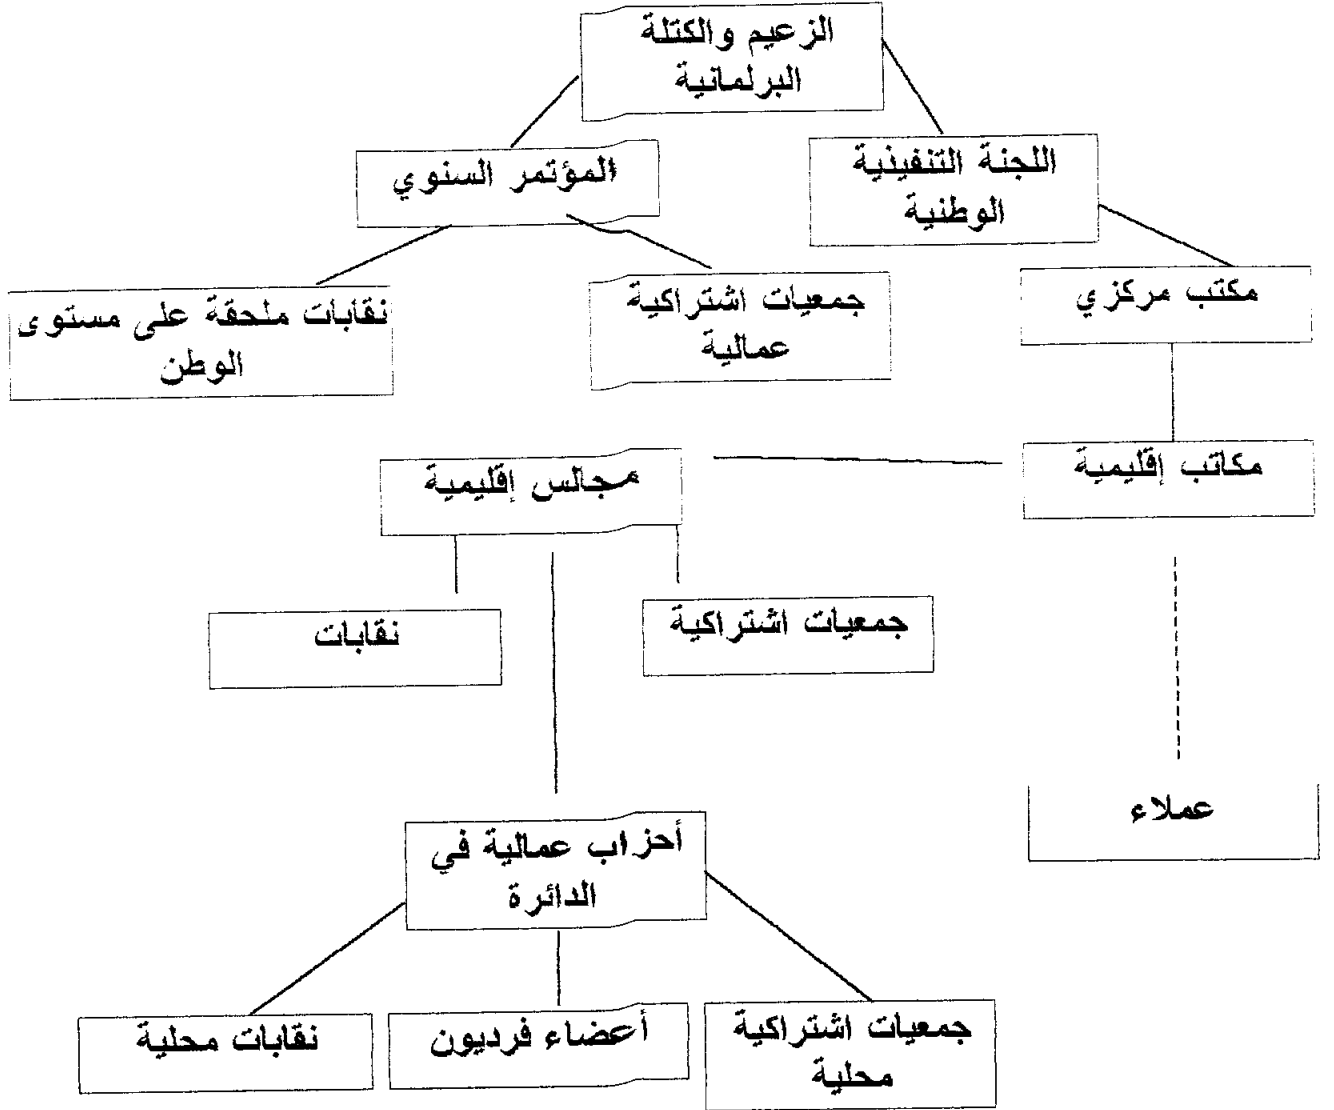 الزعيم والكتلة
البرلمانية
المؤتمر السنوي
اللجنة التنفيذية
الوطنية
نقابات ملحقة على مستوى
الوطن
جمعيات اشتراكية
عمالية
مكتب مركزي
مجالس إقليمية
مكاتب إقليمية
نقابات
جمعيات اشتراكية
عملاء
أحزاب عمالية في
الدائرة
نقابات محلية
أعضاء فرديون
جمعيات اشتراكية
محلية